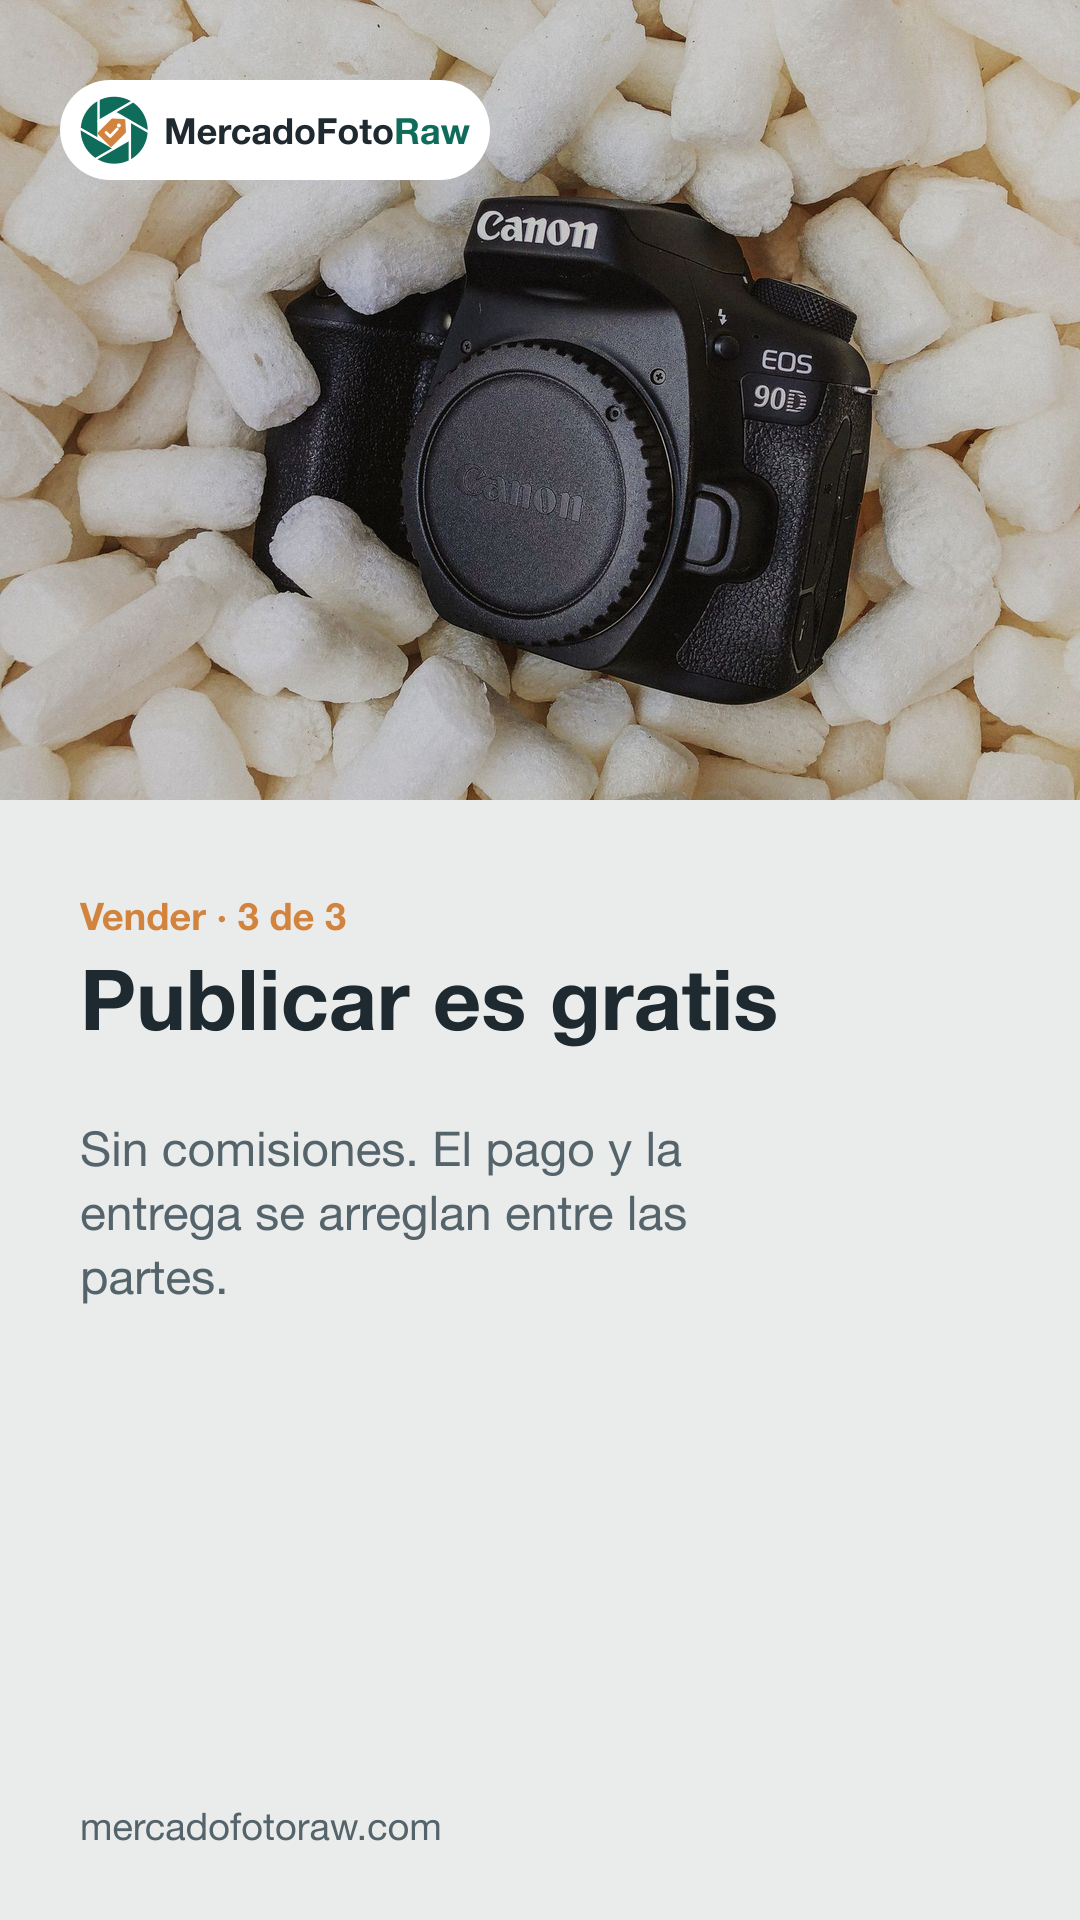 MercadoFotoRaw
Canon
EOS
90D
Canon
Vender · 3 de 3
Publicar es gratis
Sin comisiones. El pago y la
entrega se arreglan entre las
partes.
mercadofotoraw.com